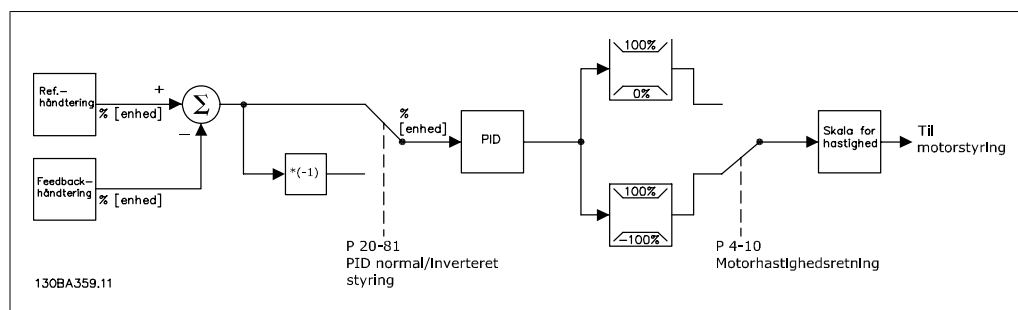 Ref.-
håndtering
+
% [enhed]
Σ
−
Feedback-
håndtering
% [enhed]
*(-1)
%
[enhed]
P 20-81
PID normal/Inverteret
styring
PID
100%
0%
100%
-100%
P 4-10
Motorhastighedsretning
Skala for
hastighed
Til
motorstyring
130BA359.11